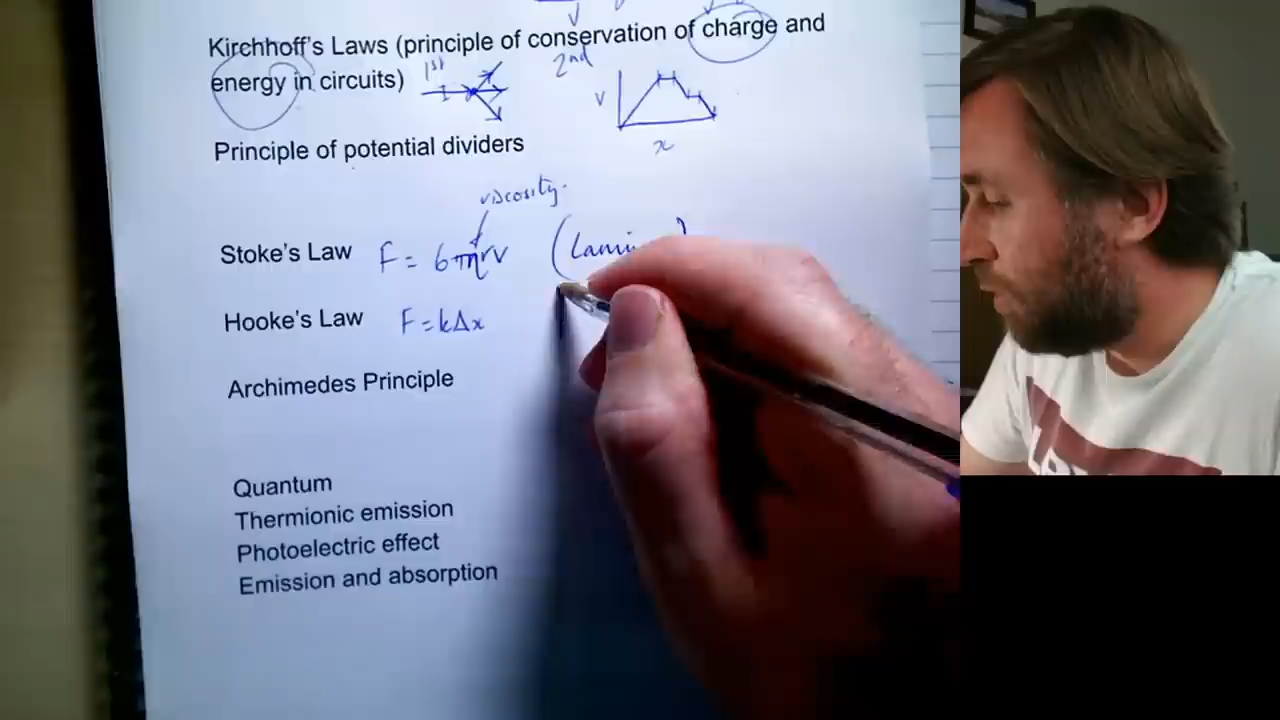 Kirchhoff's Laws (principle of conservation of charge and
energy in circuits) 1st I 2nd
V
x
Principle of potential dividers
viscosity.
Stoke's Law F = 6πηrv (lami )
Hooke's Law F = kΔx
Archimedes Principle
Quantum
Thermionic emission
Photoelectric effect
Emission and absorption